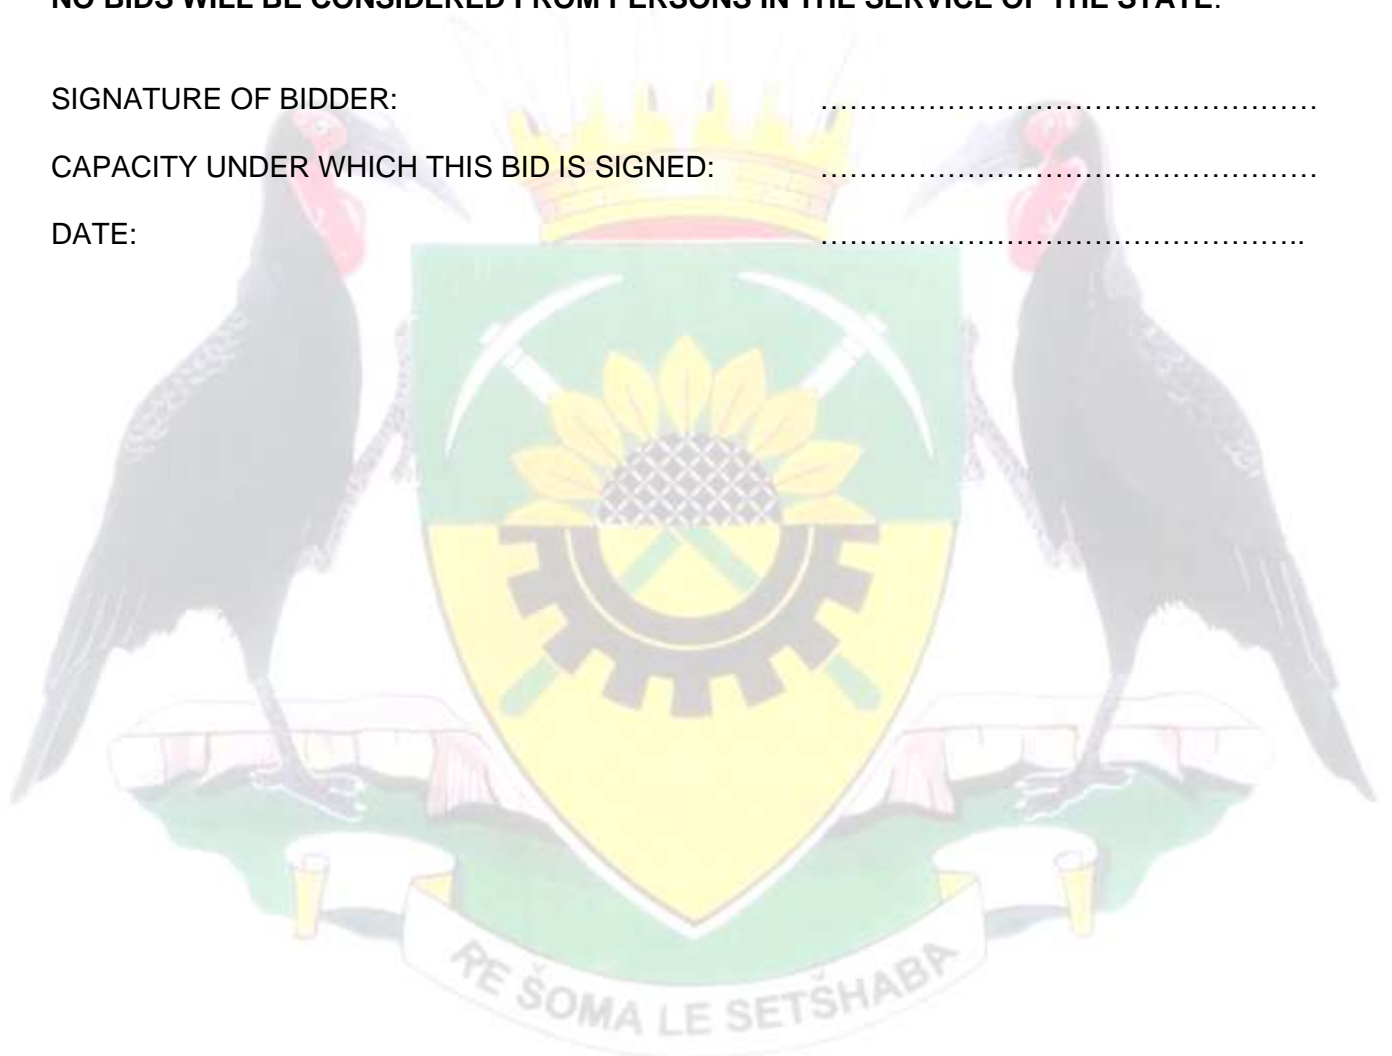 NO BIDS WILL BE CONSIDERED FROM PERSONS IN THE SERVICE OF THE STATE.
SIGNATURE OF BIDDER: ……………………………………………
CAPACITY UNDER WHICH THIS BID IS SIGNED: ……………………………………………
DATE: …………………………………………..
RE ŠOMA LE SETŠHABA